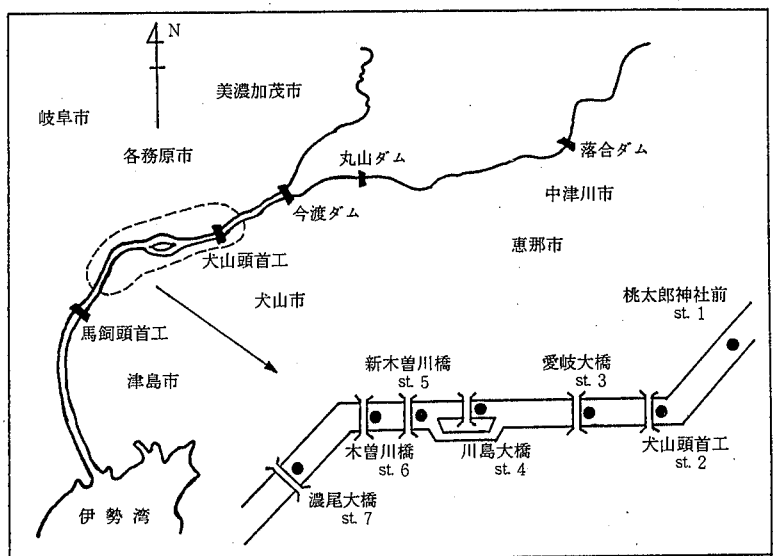 N
美濃加茂市
岐阜市
各務原市
丸山ダム
落合ダム
中津川市
今渡ダム
恵那市
犬山頭首工
犬山市
馬飼頭首工
津島市
伊勢湾
桃太郎神社前
st. 1
新木曽川橋
st. 5
愛岐大橋
st. 3
木曽川橋
st. 6
川島大橋
st. 4
犬山頭首工
st. 2
濃尾大橋
st. 7